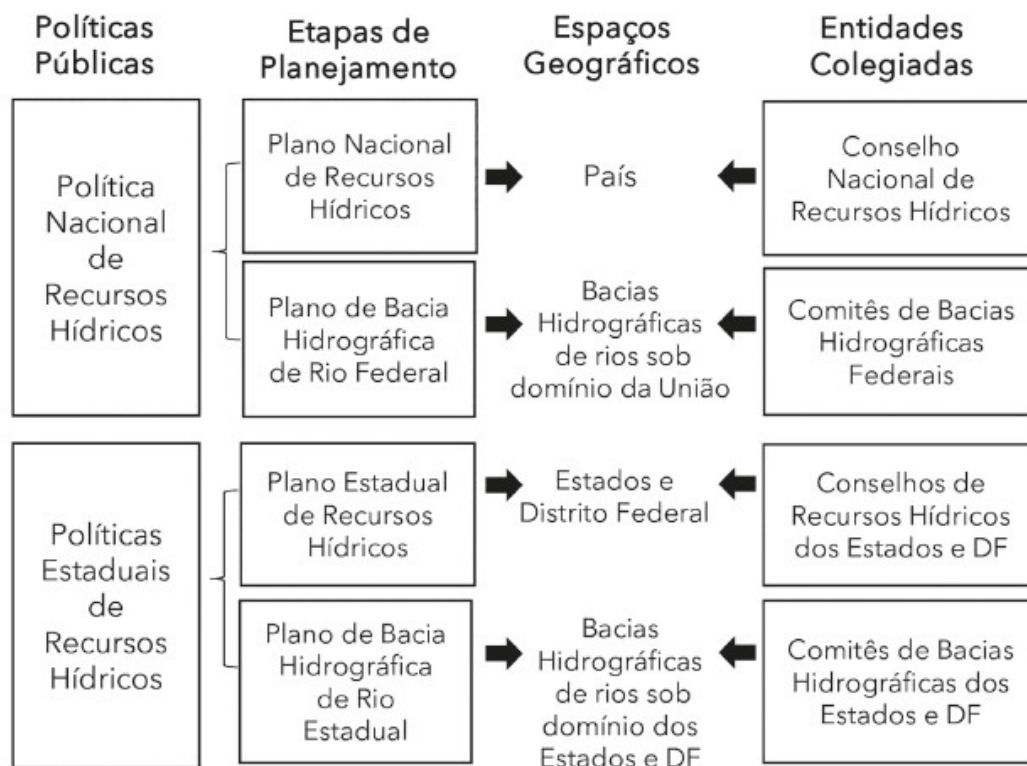 Políticas
Públicas
Etapas de
Planejamento
Espaços
Geográficos
Entidades
Colegiadas
Política
Nacional
de
Recursos
Hídricos
Plano Nacional
de Recursos
Hídricos
País
Conselho
Nacional de
Recursos Hídricos
Plano de Bacia
Hidrográfica
de Rio Federal
Bacias
Hidrográficas
de rios sob
domínio da União
Comitês de Bacias
Hidrográficas
Federais
Políticas
Estaduais
de
Recursos
Hídricos
Plano Estadual
de Recursos
Hídricos
Estados e
Distrito Federal
Conselhos de
Recursos Hídricos
dos Estados e DF
Plano de Bacia
Hidrográfica
de Rio
Estadual
Bacias
Hidrográficas
de rios sob
domínio dos
Estados e DF
Comitês de Bacias
Hidrográficas dos
Estados e DF